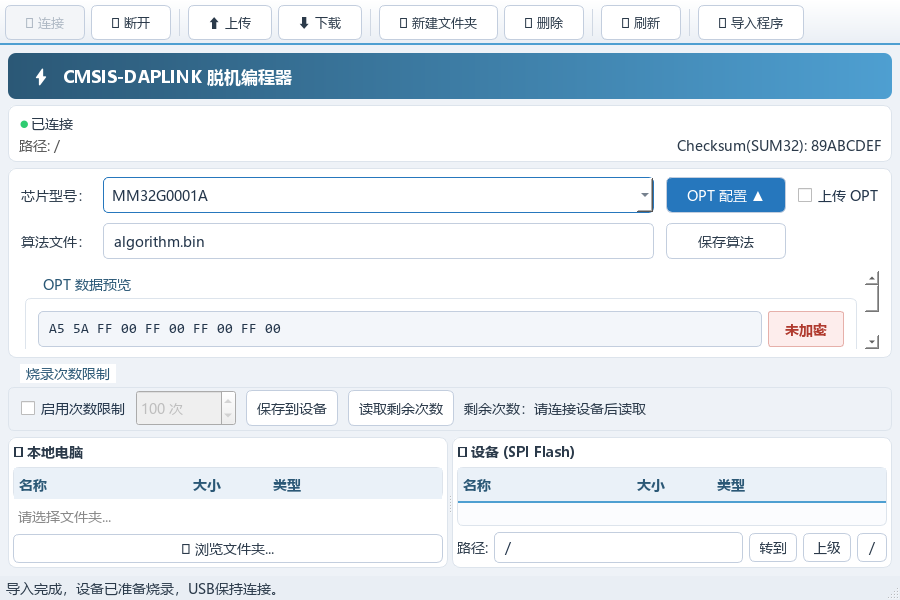 连接 断开 上传 下载 新建文件夹 删除 刷新 导入程序
CMSIS-DAPLINK 脱机编程器
已连接
路径: /
Checksum(SUM32): 89ABCDEF
芯片型号: MM32G0001A OPT 配置 ▲ 上传 OPT
算法文件: algorithm.bin 保存算法
OPT 数据预览
A5 5A FF 00 FF 00 FF 00 FF 00 未加密
烧录次数限制
启用次数限制 100 次 保存到设备 读取剩余次数 剩余次数: 请连接设备后读取
本地电脑
名称 大小 类型
请选择文件夹...
浏览文件夹...
设备 (SPI Flash)
名称 大小 类型
路径: / 转到 上级 /
导入完成，设备已准备烧录，USB保持连接。